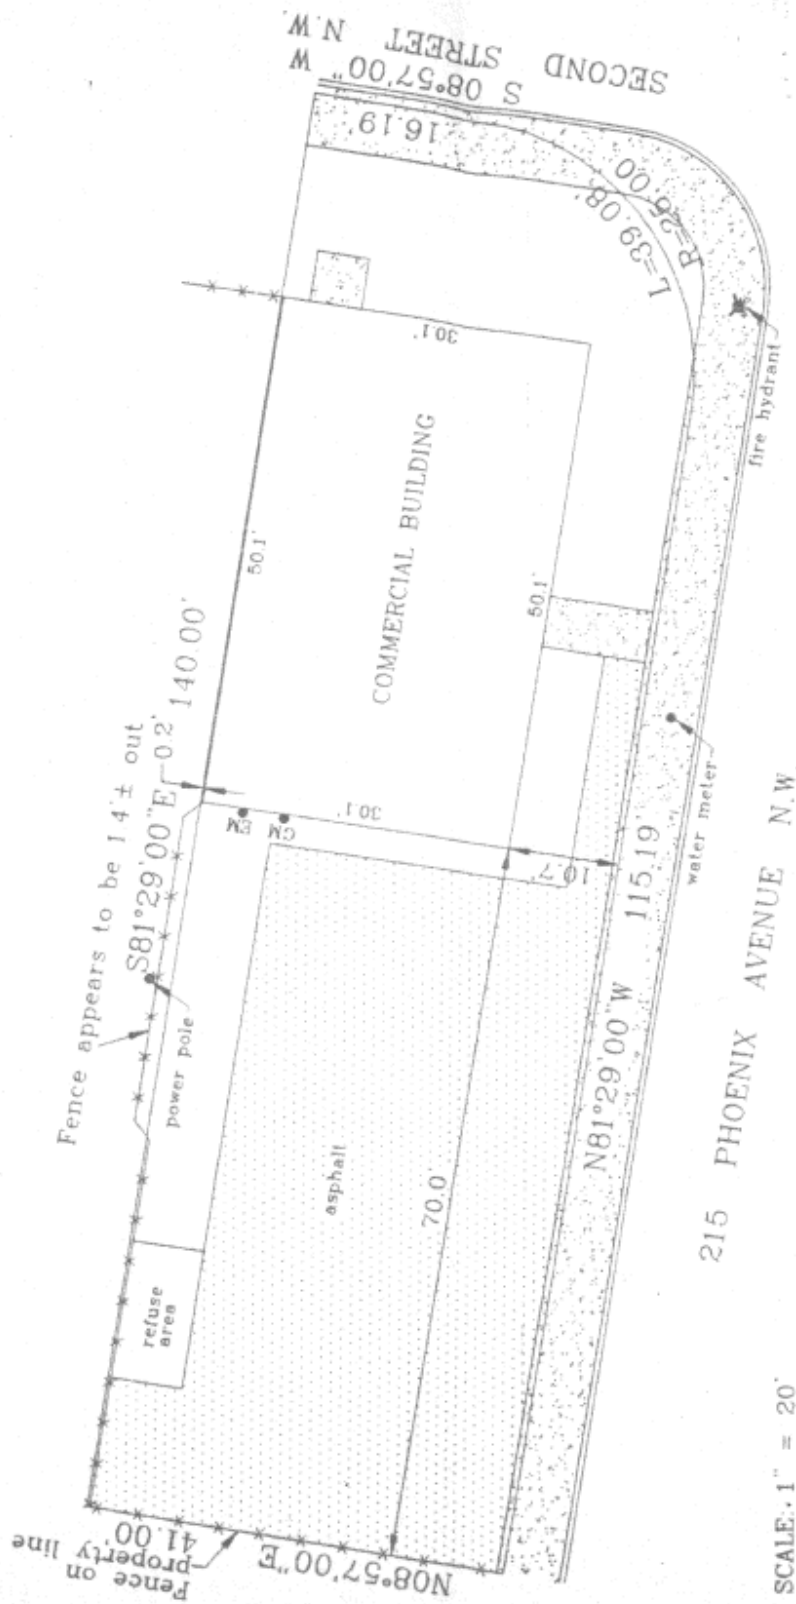 SECOND STREET N.W.
S 08°57'00" W
16.19'
L=39.08'
R=25.00
fire hydrant
30.1'
COMMERCIAL BUILDING
50.1'
50.1'
140.00'
0.2'
S81°29'00"E
Fence appears to be 1.4'± out
power pole
EM
GM
30.1'
10.7'
115.19'
N81°29'00"W
water meter
215 PHOENIX AVENUE N.W
asphalt
70.0'
refuse
area
Fence on
property line
41.00'
N08°57'00"E
SCALE: 1" = 20'